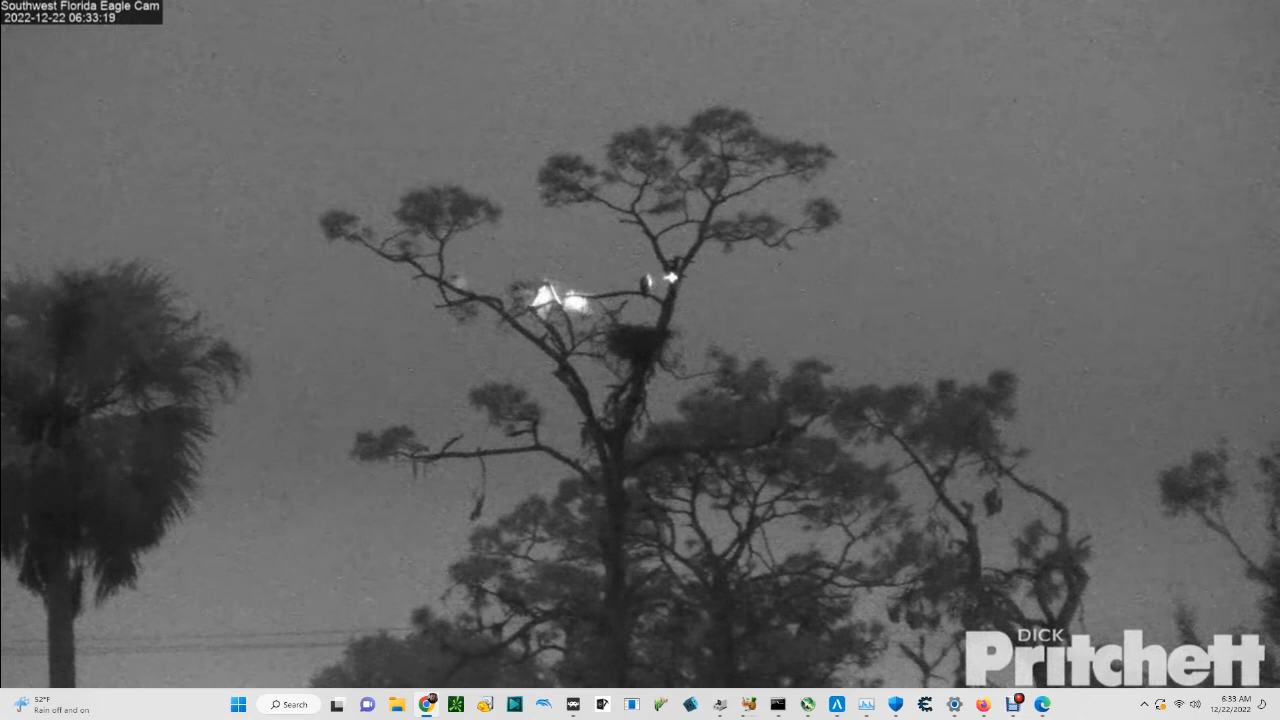 Southwest Florida Eagle Cam
2022-12-22 06:33:19
DICK
Pritchett
52°F
Rain off and on
Search
6:33 AM
12/22/2022